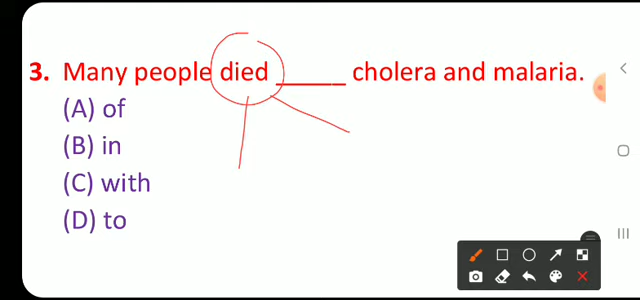 3. Many people died ______ cholera and malaria.
(A) of
(B) in
(C) with
(D) to